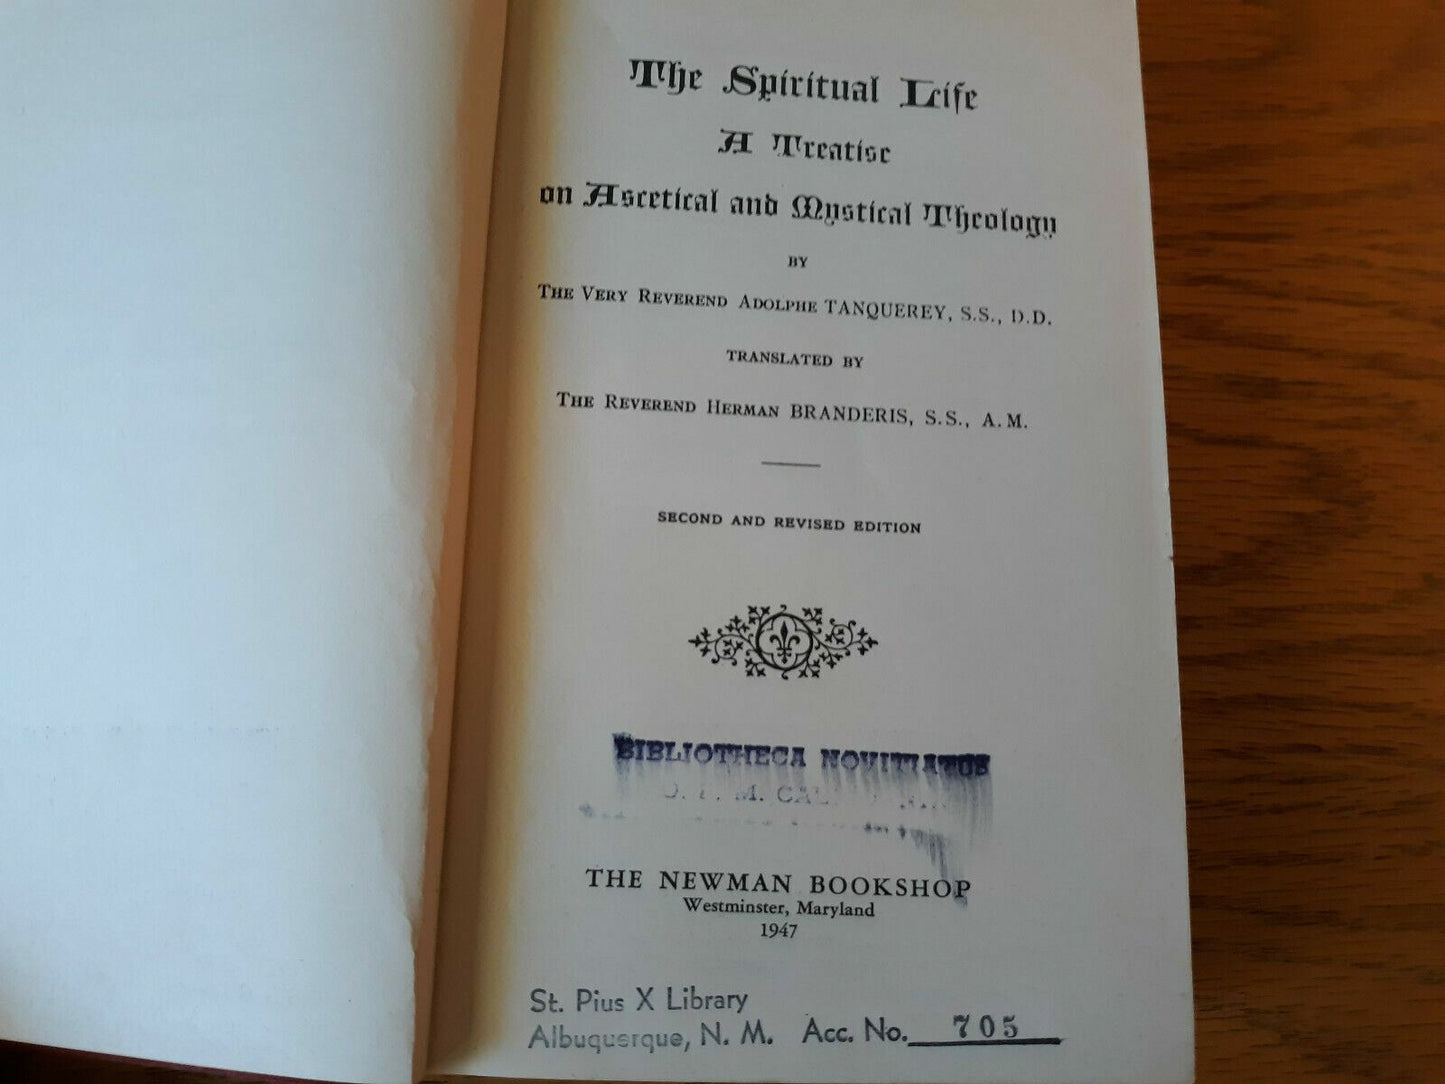 The Spiritual Life
A Treatise
on Ascetical and Mystical Theology
BY
THE VERY REVEREND ADOLPHE TANQUEREY, S.S., D.D.
TRANSLATED BY
THE REVEREND HERMAN BRANDERIS, S.S., A.M.
SECOND AND REVISED EDITION
BIBLIOTHECA NOVITIATUS
THE NEWMAN BOOKSHOP
Westminster, Maryland
1947
St. Pius X Library
Albuquerque, N. M. Acc. No. 705